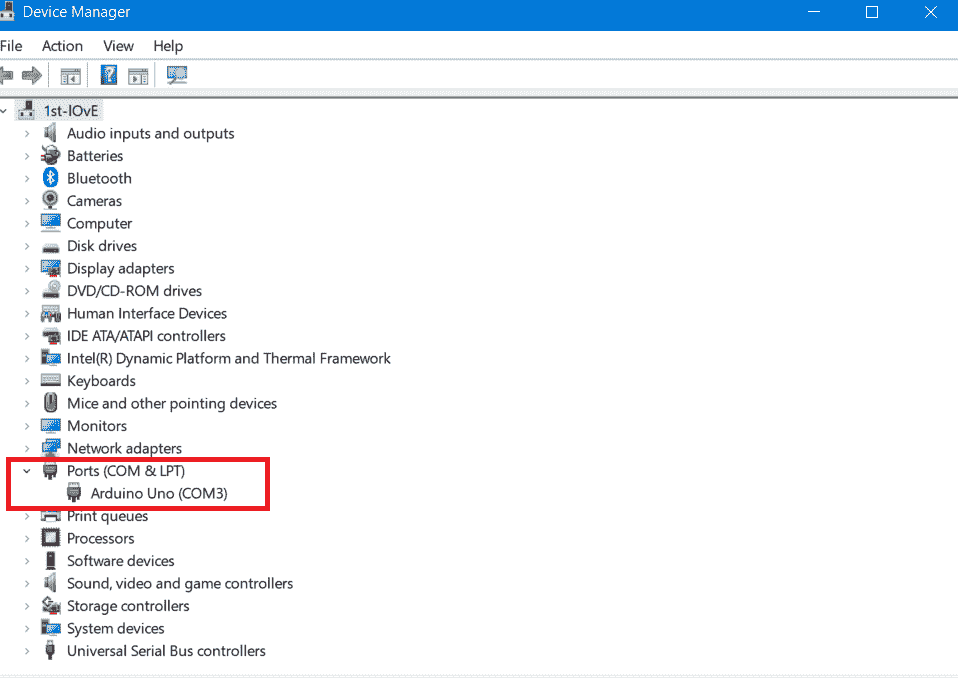 Device Manager
File Action View Help
1st-IOvE
Audio inputs and outputs
Batteries
Bluetooth
Cameras
Computer
Disk drives
Display adapters
DVD/CD-ROM drives
Human Interface Devices
IDE ATA/ATAPI controllers
Intel(R) Dynamic Platform and Thermal Framework
Keyboards
Mice and other pointing devices
Monitors
Network adapters
Ports (COM & LPT)
Arduino Uno (COM3)
Print queues
Processors
Software devices
Sound, video and game controllers
Storage controllers
System devices
Universal Serial Bus controllers